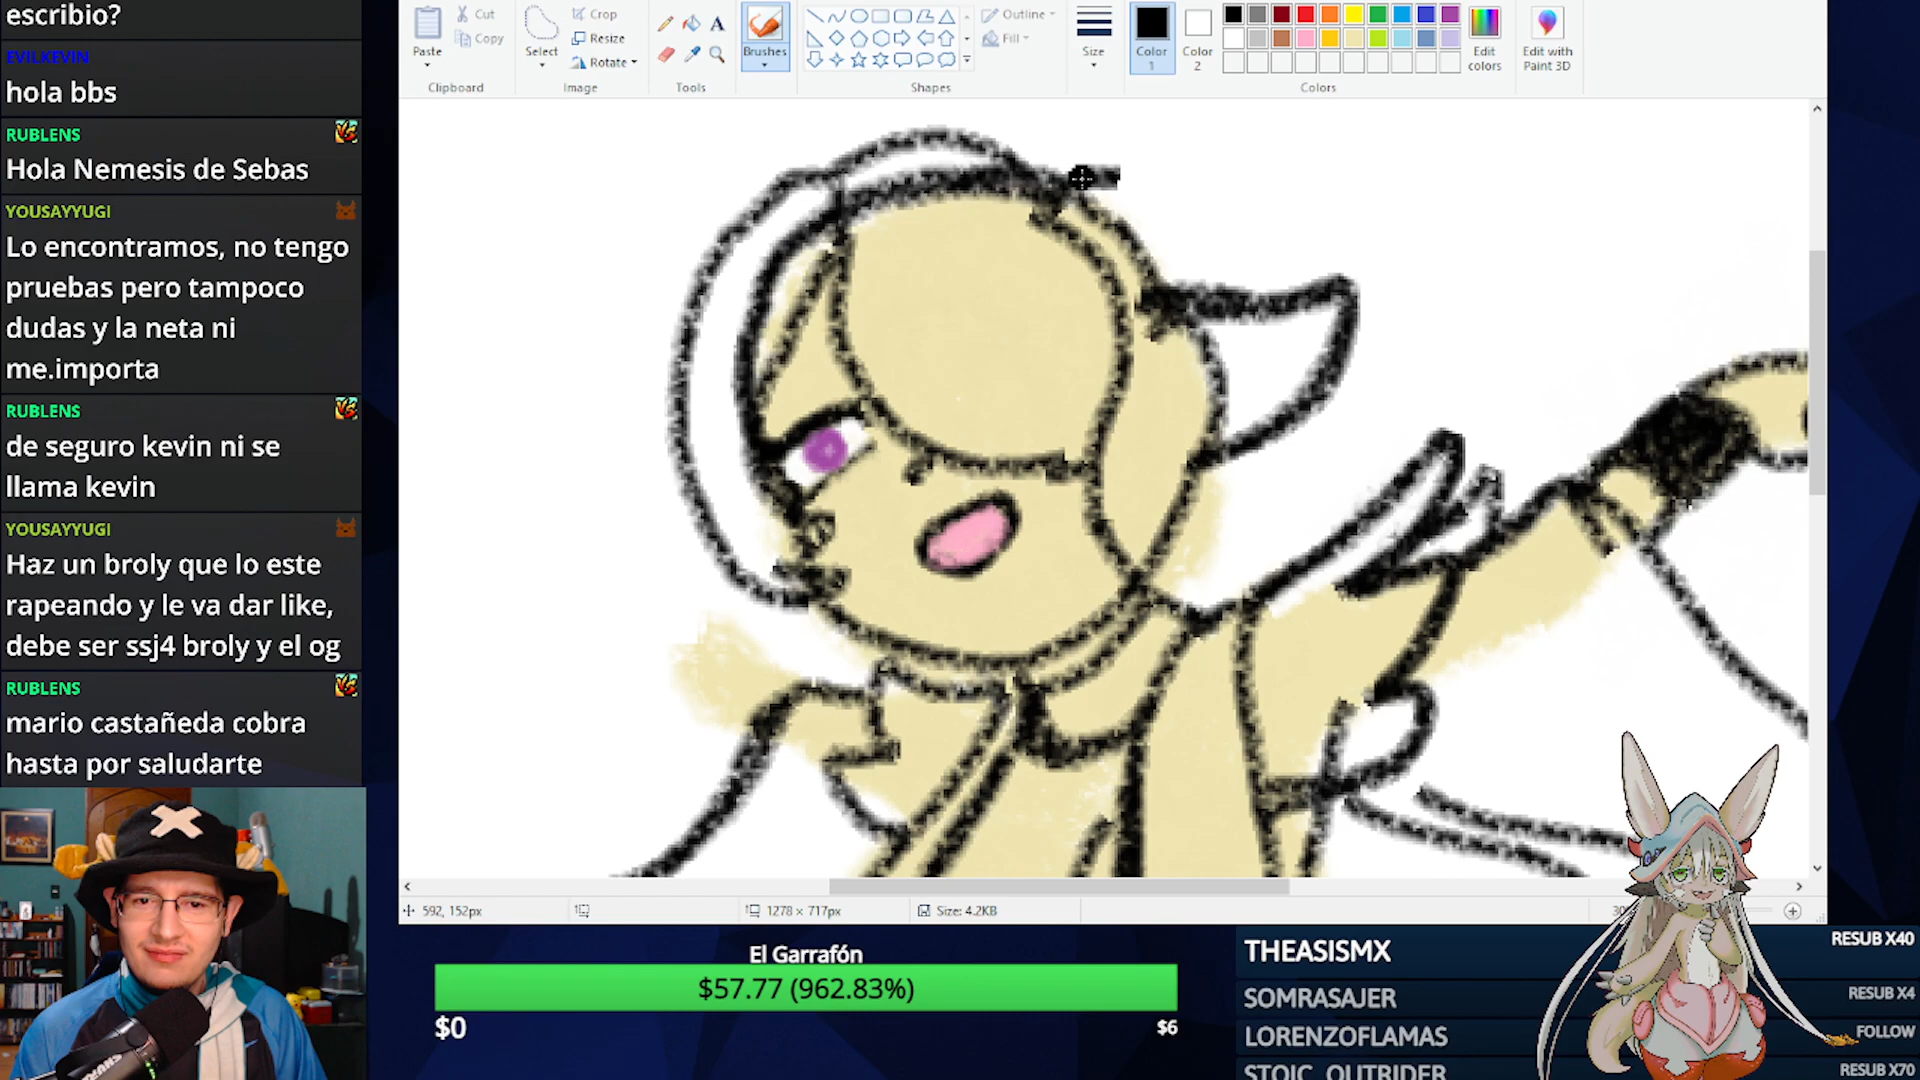 escribio?
EVILKEVIN
hola bbs
RUBLENS
Hola Nemesis de Sebas
YOUSAYYUGI
Lo encontramos, no tengo
pruebas pero tampoco
dudas y la neta ni
me.importa
RUBLENS
de seguro kevin ni se
llama kevin
YOUSAYYUGI
Haz un broly que lo este
rapeando y le va dar like,
debe ser ssj4 broly y el og
RUBLENS
mario castañeda cobra
hasta por saludarte
Paste
Cut
Copy
Clipboard
Select
Crop
Resize
Rotate
Image
A
Tools
Brushes
Outline
Fill
Shapes
Size
Color
1
Color
2
Edit
colors
Edit with
Paint 3D
Colors
592, 152px
1278 × 717px
Size: 4.2KB
El Garrafón
$57.77 (962.83%)
$0
$6
THEASISMX
RESUB X40
SOMRASAJER
RESUB X4
LORENZOFLAMAS
FOLLOW
STOIC_OUTRIDER
RESUB X70